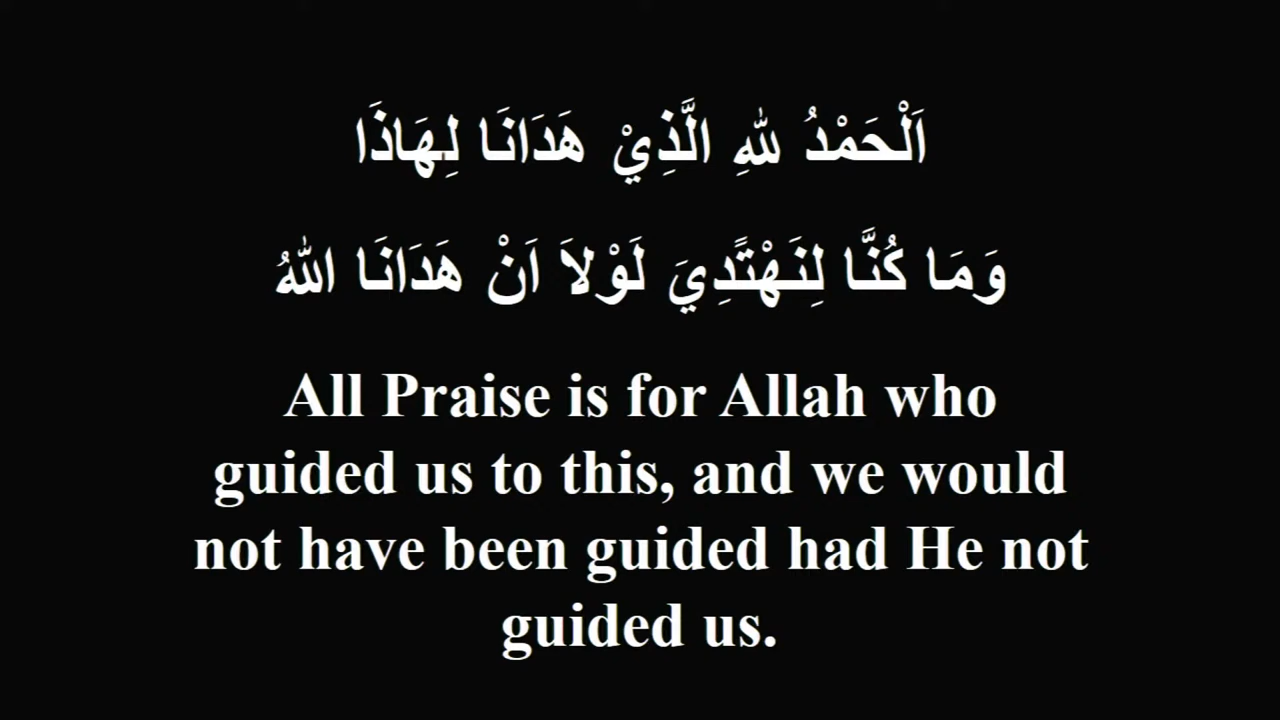 اَلْحَمْدُ لِلّٰهِ الَّذِيْ هَدَانَا لِهَاذَا
وَمَا كُنَّا لِنَهْتًدِيَ لَوْلاَ اَنْ هَدَانَا اللّٰهُ
All Praise is for Allah who
guided us to this, and we would
not have been guided had He not
guided us.